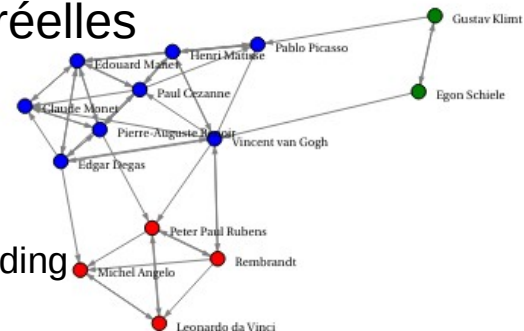 réelles
Gustav Klimt
Pablo Picasso
Henri Matisse
Edouard Manet
Egon Schiele
Paul Cezanne
Claude Monet
Pierre-Auguste Renoir
Vincent van Gogh
Edgar Degas
Peter Paul Rubens
ding
Michel Angelo
Rembrandt
Leonardo da Vinci